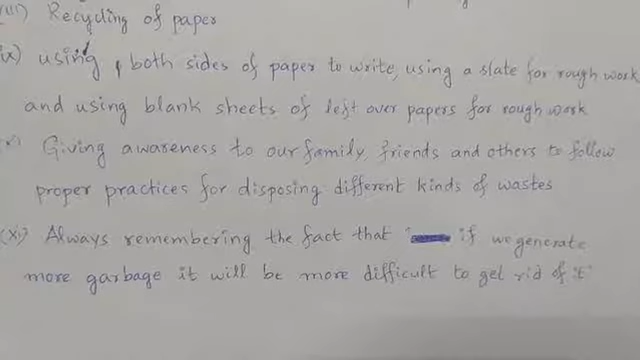 (iii) Recycling of paper
ix) using both sides of paper to write, using a slate for rough work
and using blank sheets of left over papers for rough work
(x) Giving awareness to our family, friends and others to follow
proper practices for disposing different kinds of wastes
(xi) Always remembering the fact that if we generate
more garbage it will be more difficult to get rid of it